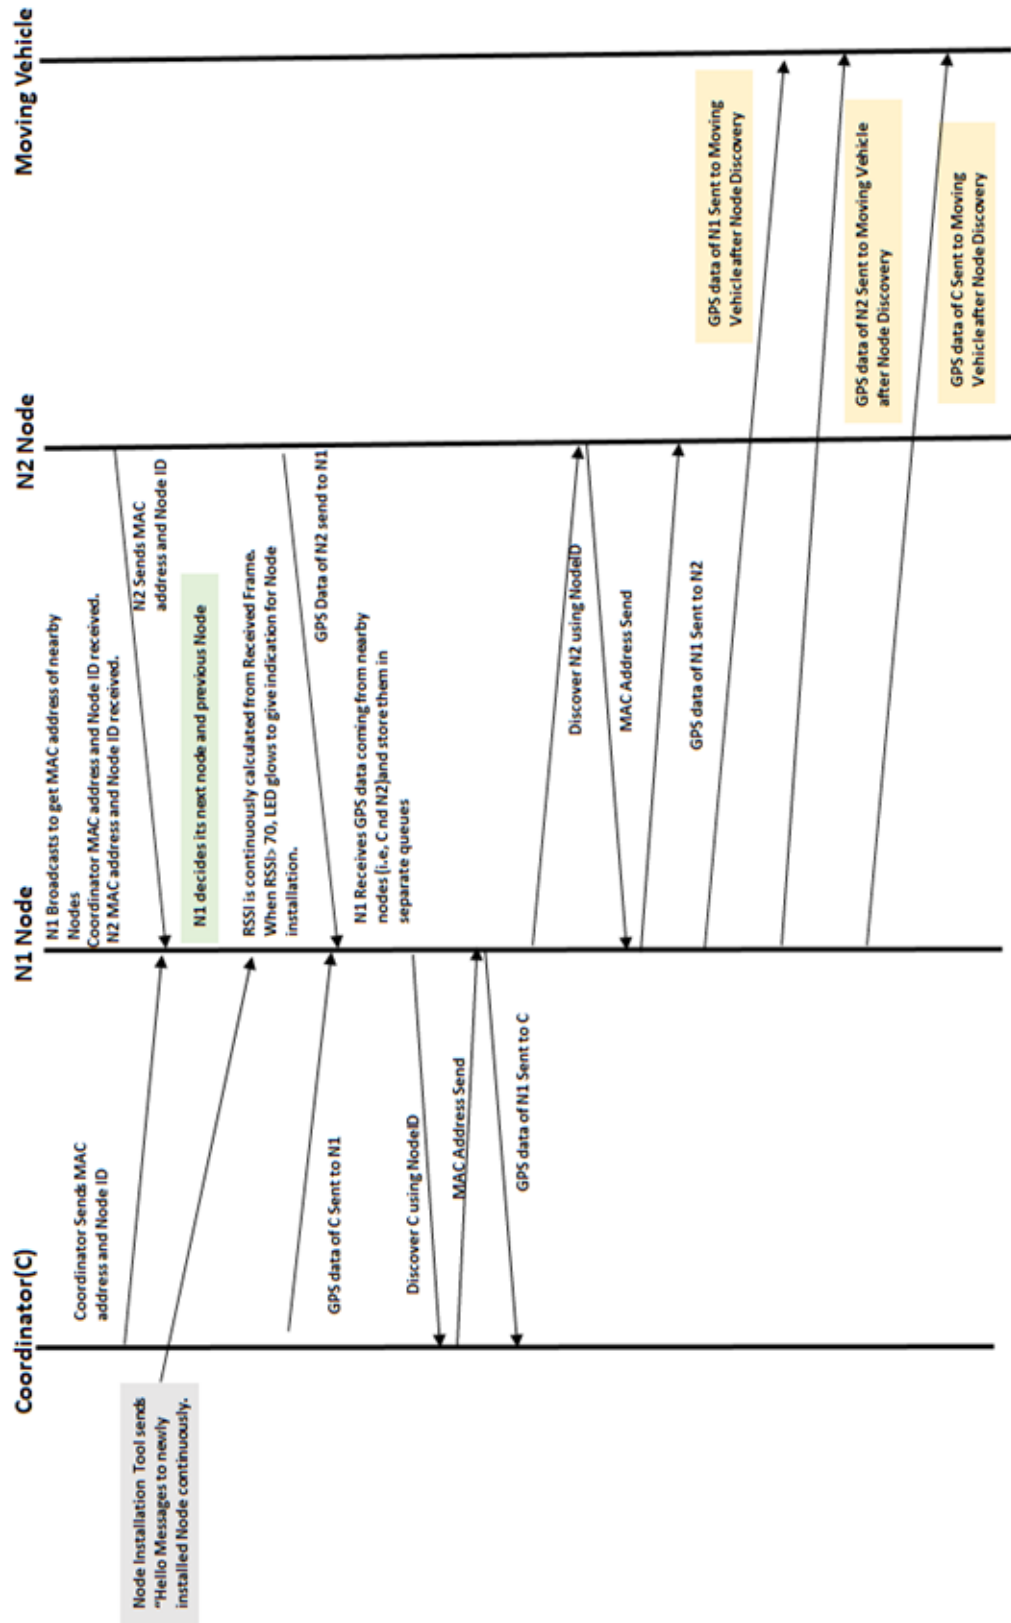 Coordinator(C)
N1 Node
N2 Node
Moving Vehicle
Node Installation Tool sends
"Hello Messages to newly
installed Node continuously.
Coordinator Sends MAC
address and Node ID
N1 Broadcasts to get MAC address of nearby
Nodes
Coordinator MAC address and Node ID received.
N2 MAC address and Node ID received.
N2 Sends MAC
address and Node ID
N1 decides its next node and previous Node
RSSI is continuously calculated from Received Frame.
When RSSI> 70, LED glows to give indication for Node
installation.
GPS data of C Sent to N1
GPS Data of N2 send to N1
N1 Receives GPS data coming from nearby
nodes (i.e, C nd N2)and store them in
separate queues
Discover C using NodeID
MAC Address Send
GPS data of N1 Sent to C
Discover N2 using NodeID
MAC Address Send
GPS data of N1 Sent to N2
GPS data of N1 Sent to Moving
Vehicle after Node Discovery
GPS data of N2 Sent to Moving Vehicle
after Node Discovery
GPS data of C Sent to Moving
Vehicle after Node Discovery